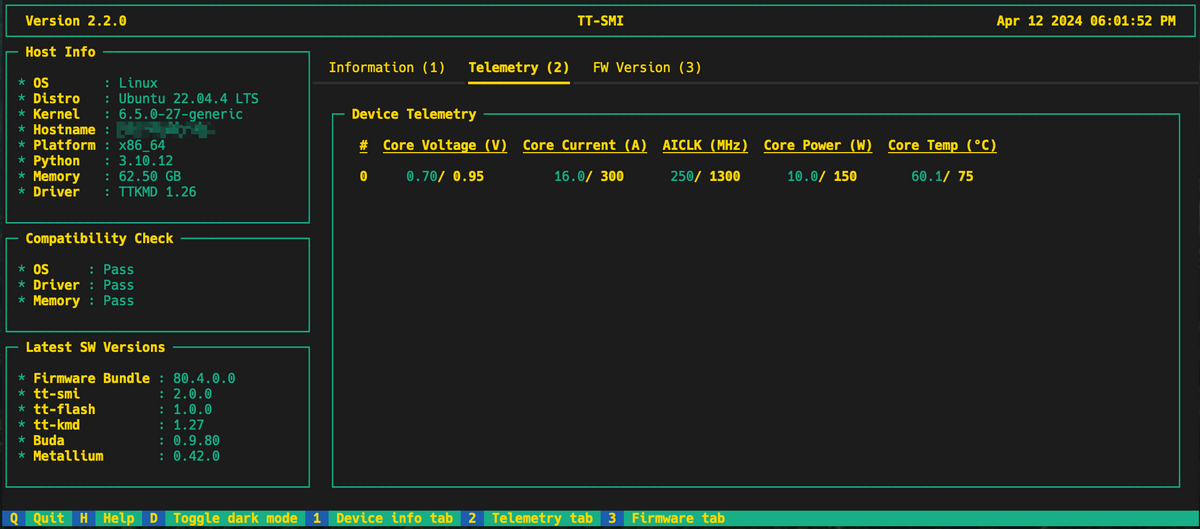 Version 2.2.0 TT-SMI Apr 12 2024 06:01:52 PM
Host Info
* OS : Linux
* Distro : Ubuntu 22.04.4 LTS
* Kernel : 6.5.0-27-generic
* Hostname :
* Platform : x86_64
* Python : 3.10.12
* Memory : 62.50 GB
* Driver : TTKMD 1.26
Compatibility Check
* OS : Pass
* Driver : Pass
* Memory : Pass
Latest SW Versions
* Firmware Bundle : 80.4.0.0
* tt-smi : 2.0.0
* tt-flash : 1.0.0
* tt-kmd : 1.27
* Buda : 0.9.80
* Metallium : 0.42.0
Information (1) Telemetry (2) FW Version (3)
Device Telemetry
# Core Voltage (V) Core Current (A) AICLK (MHz) Core Power (W) Core Temp (°C)
0 0.70/ 0.95 16.0/ 300 250/ 1300 10.0/ 150 60.1/ 75
Q Quit H Help D Toggle dark mode 1 Device info tab 2 Telemetry tab 3 Firmware tab